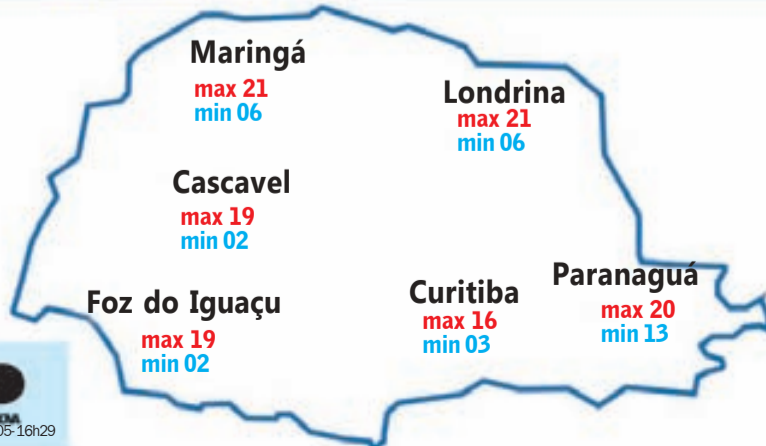 Maringá
max 21
min 06
Londrina
max 21
min 06
Cascavel
max 19
min 02
Foz do Iguaçu
max 19
min 02
Curitiba
max 16
min 03
Paranaguá
max 20
min 13
05-16h29